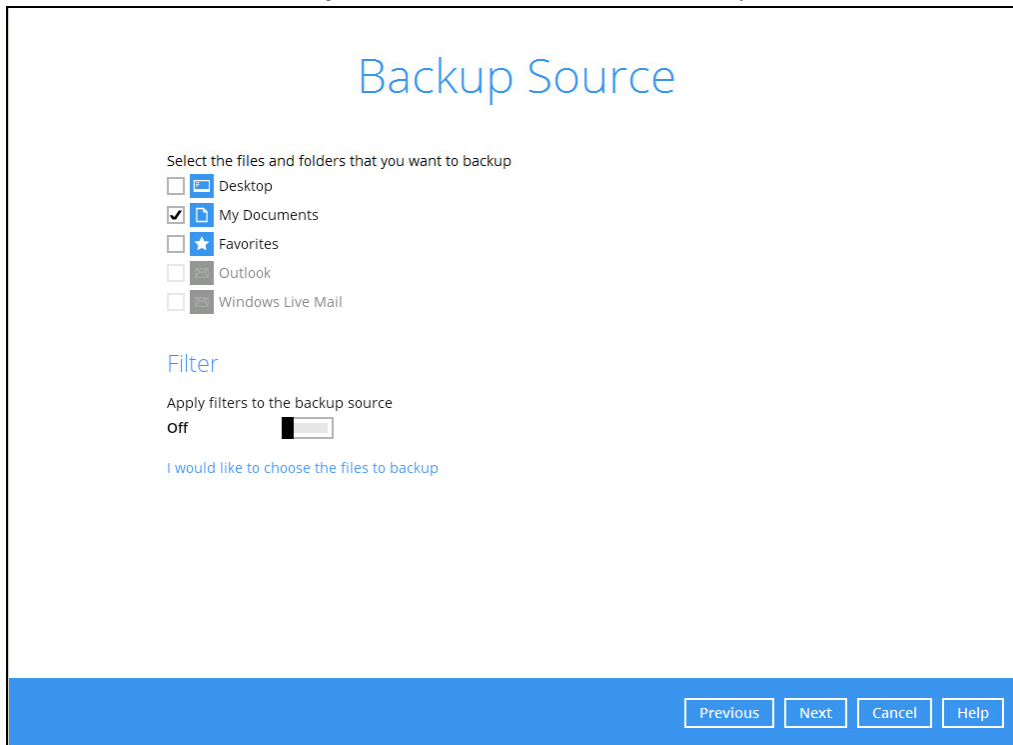 Backup Source
Select the files and folders that you want to backup
Desktop
My Documents
Favorites
Outlook
Windows Live Mail
Filter
Apply filters to the backup source
Off
I would like to choose the files to backup
Previous Next Cancel Help